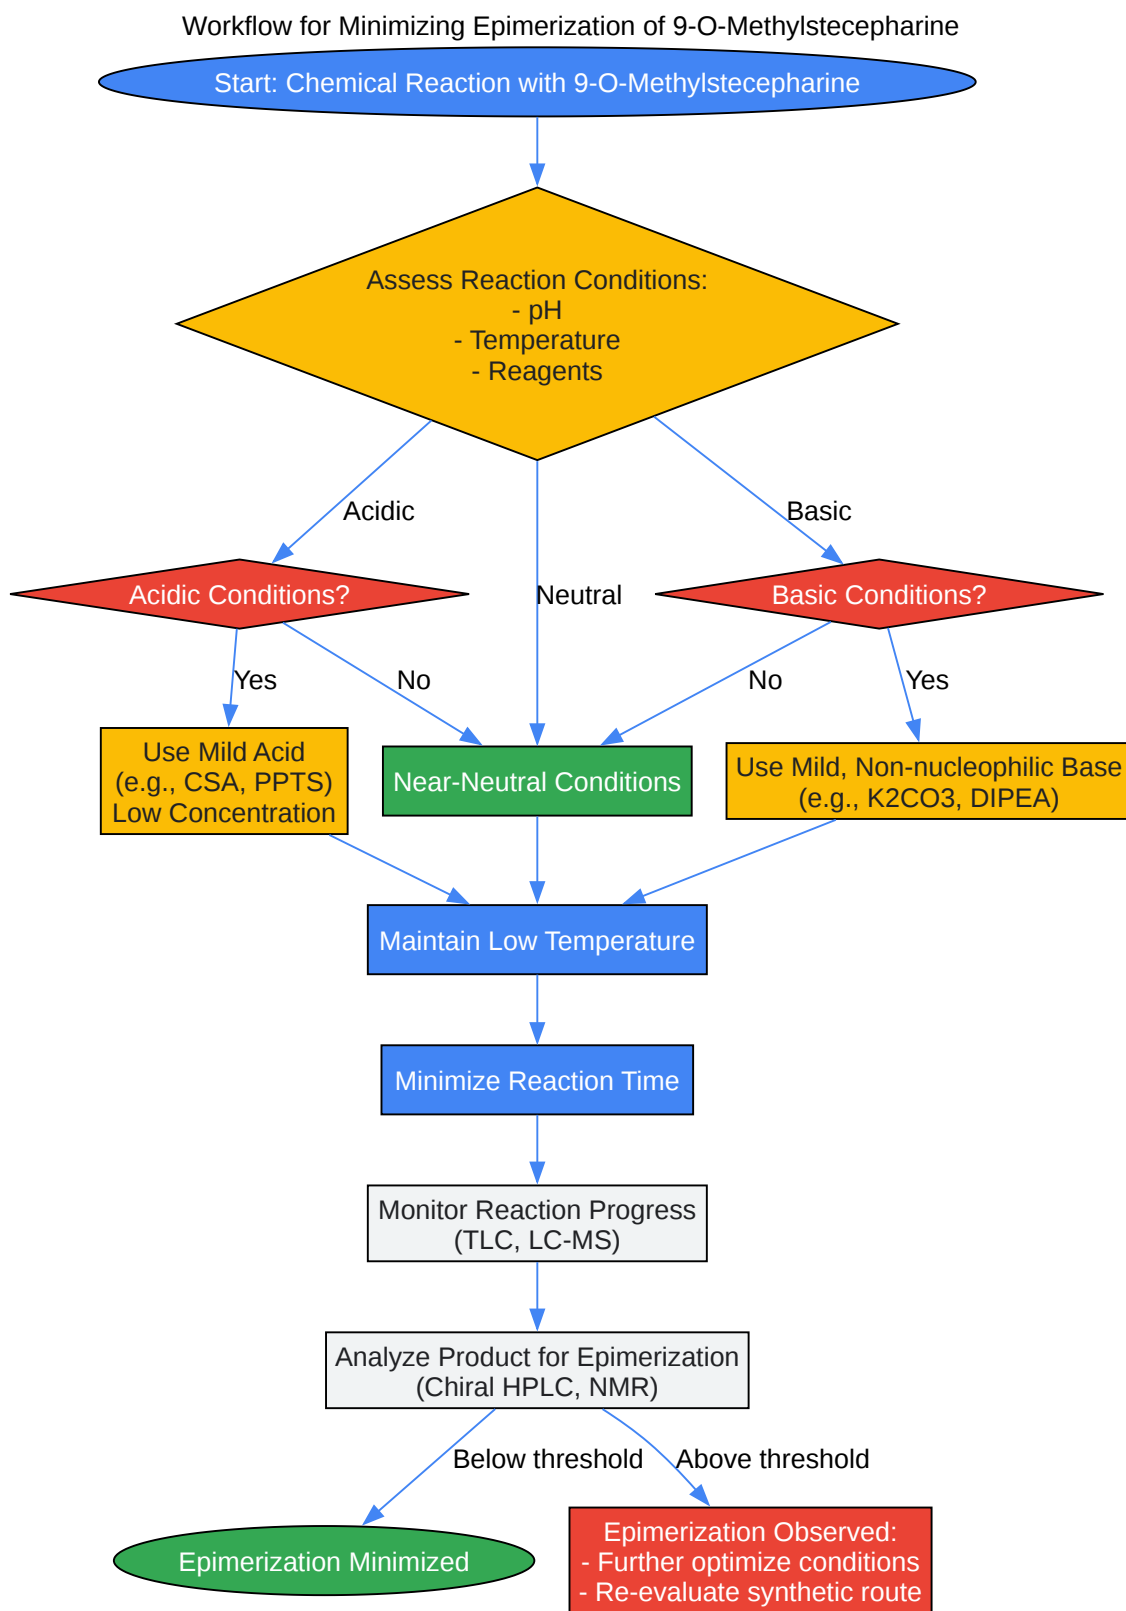 Workflow for Minimizing Epimerization of 9-O-Methylstecepharine
Start: Chemical Reaction with 9-O-Methylstecepharine
Assess Reaction Conditions:
- pH
- Temperature
- Reagents
Acidic
Basic
Acidic Conditions?
Neutral
Basic Conditions?
Yes
No
No
Yes
Use Mild Acid
(e.g., CSA, PPTS)
Low Concentration
Near-Neutral Conditions
Use Mild, Non-nucleophilic Base
(e.g., K2CO3, DIPEA)
Maintain Low Temperature
Minimize Reaction Time
Monitor Reaction Progress
(TLC, LC-MS)
Analyze Product for Epimerization
(Chiral HPLC, NMR)
Below threshold
Above threshold
Epimerization Minimized
Epimerization Observed:
- Further optimize conditions
- Re-evaluate synthetic route